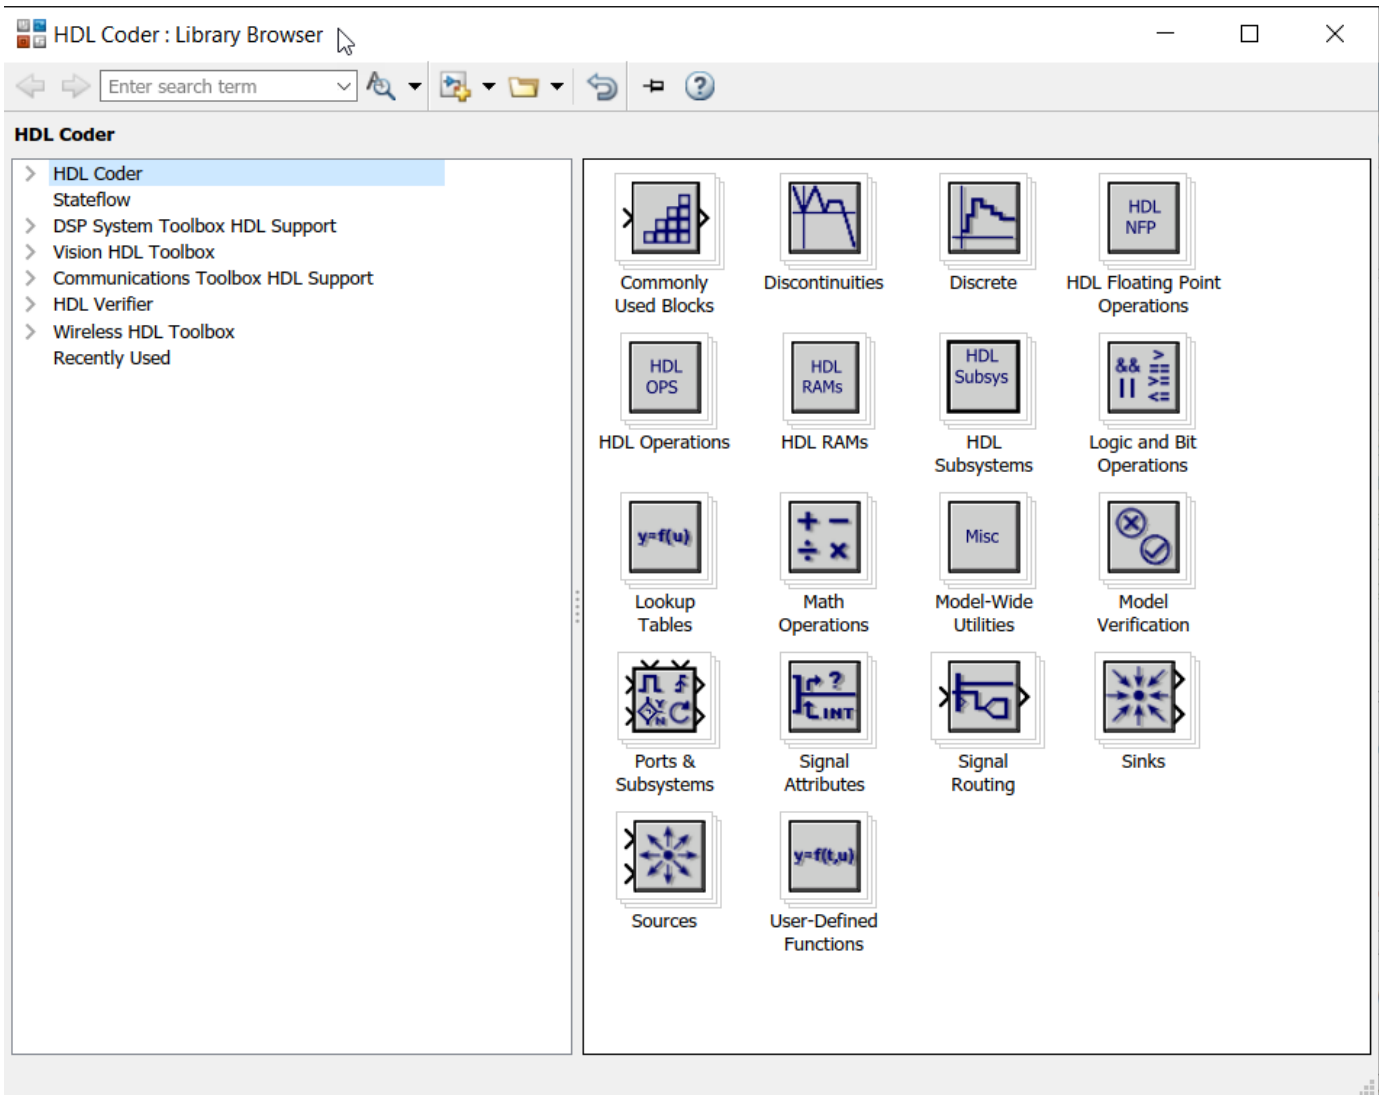 HDL Coder : Library Browser
Enter search term
HDL Coder
HDL Coder
Stateflow
DSP System Toolbox HDL Support
Vision HDL Toolbox
Communications Toolbox HDL Support
HDL Verifier
Wireless HDL Toolbox
Recently Used
HDL
NFP
Commonly
Used Blocks
Discontinuities
Discrete
HDL Floating Point
Operations
HDL
OPS
HDL
RAMs
HDL
Subsys
&& > ==
|| >= <=
HDL Operations
HDL RAMs
HDL
Subsystems
Logic and Bit
Operations
y=f(u)
+ −
÷ ×
Misc
Lookup
Tables
Math
Operations
Model-Wide
Utilities
Model
Verification
Y
N
?
INT
Ports &
Subsystems
Signal
Attributes
Signal
Routing
Sinks
y=f(t,u)
Sources
User-Defined
Functions